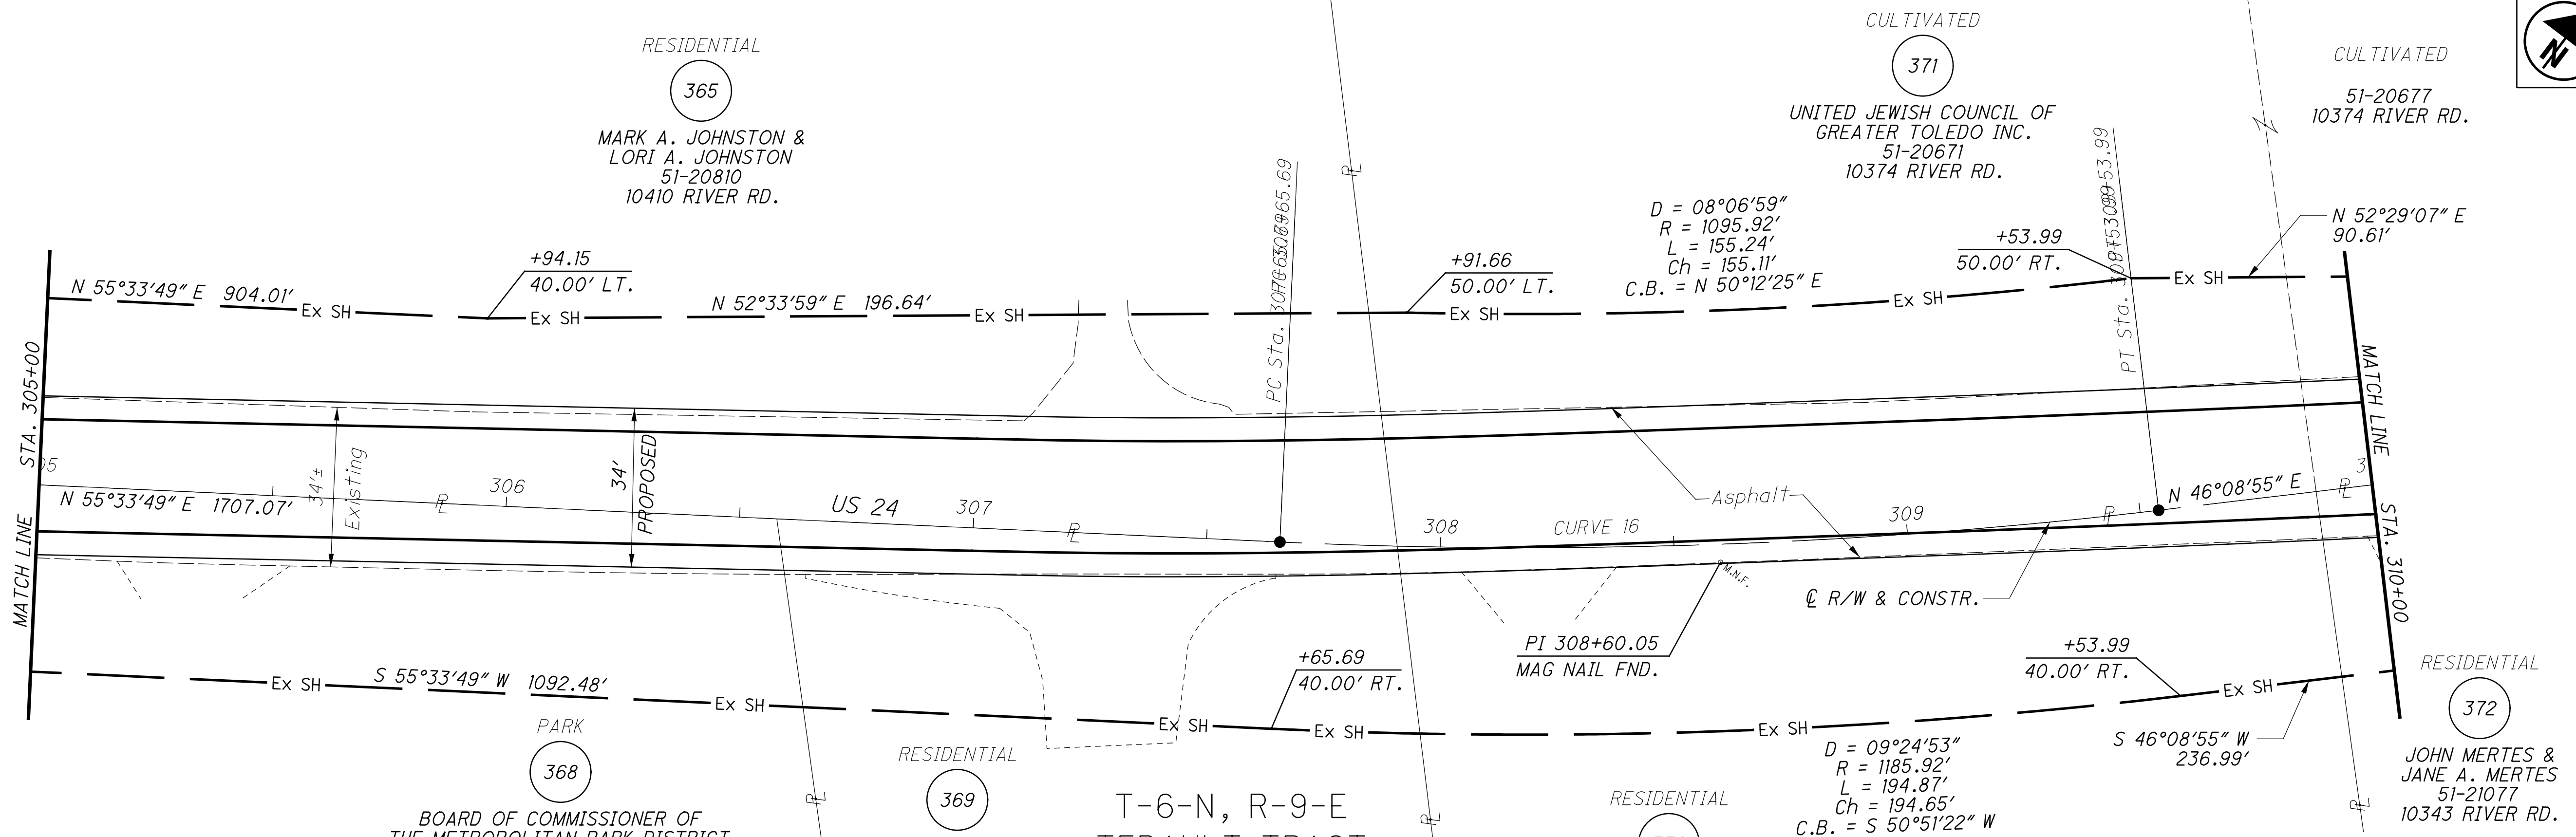 RESIDENTIAL
365
MARK A. JOHNSTON &
LORI A. JOHNSTON
51-20810
10410 RIVER RD.
CULTIVATED
371
UNITED JEWISH COUNCIL OF
GREATER TOLEDO INC.
51-20671
10374 RIVER RD.
CULTIVATED
51-20677
10374 RIVER RD.
N
N 55°33'49" E 904.01'
Ex SH
+94.15
40.00' LT.
Ex SH
N 52°33'59" E 196.64'
Ex SH
PC Sta. 307+65.69
+91.66
50.00' LT.
Ex SH
D = 08°06'59"
R = 1095.92'
L = 155.24'
Ch = 155.11'
C.B. = N 50°12'25" E
Ex SH
+53.99
50.00' RT.
PT Sta. 309+53.99
Ex SH
N 52°29'07" E
90.61'
MATCH LINE STA. 305+00
N 55°33'49" E 1707.07'
34'±
Existing
306
34'
PROPOSED
US 24
307
308
CURVE 16
309
Asphalt
N 46°08'55" E
MATCH LINE STA. 310+00
℄ R/W & CONSTR.
M.N.F.
PI 308+60.05
MAG NAIL FND.
Ex SH
S 55°33'49" W 1092.48'
Ex SH
Ex SH
+65.69
40.00' RT.
Ex SH
Ex SH
+53.99
40.00' RT.
Ex SH
S 46°08'55" W
236.99'
PARK
368
BOARD OF COMMISSIONER OF
THE METROPOLITAN PARK DISTRICT
RESIDENTIAL
369
T-6-N, R-9-E
RESIDENTIAL
D = 09°24'53"
R = 1185.92'
L = 194.87'
Ch = 194.65'
C.B. = S 50°51'22" W
RESIDENTIAL
372
JOHN MERTES &
JANE A. MERTES
51-21077
10343 RIVER RD.